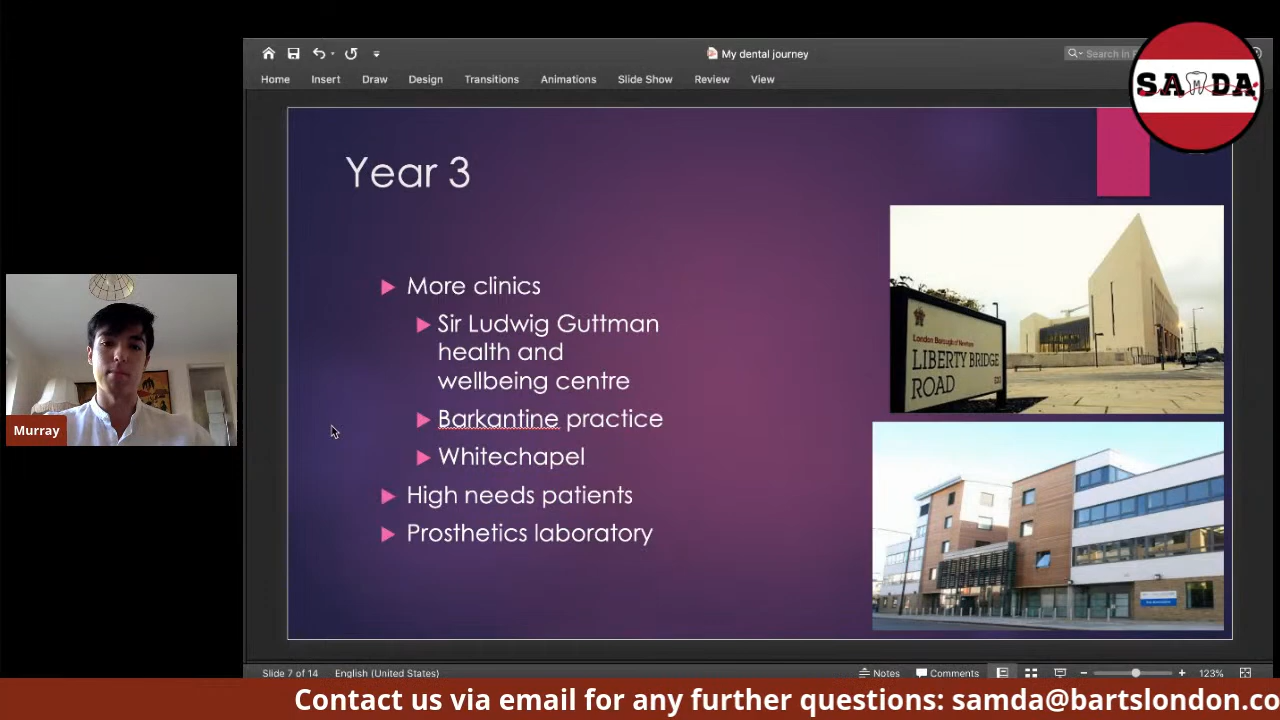 My dental journey
Search in
Home Insert Draw Design Transitions Animations Slide Show Review View
SAMDA
Year 3
More clinics
Sir Ludwig Guttman
health and
wellbeing centre
Barkantine practice
Whitechapel
High needs patients
Prosthetics laboratory
London Borough of Newham
LIBERTY BRIDGE
ROAD
E20
Murray
Slide 7 of 14 English (United States) Notes Comments 123%
Contact us via email for any further questions: samda@bartslondon.co